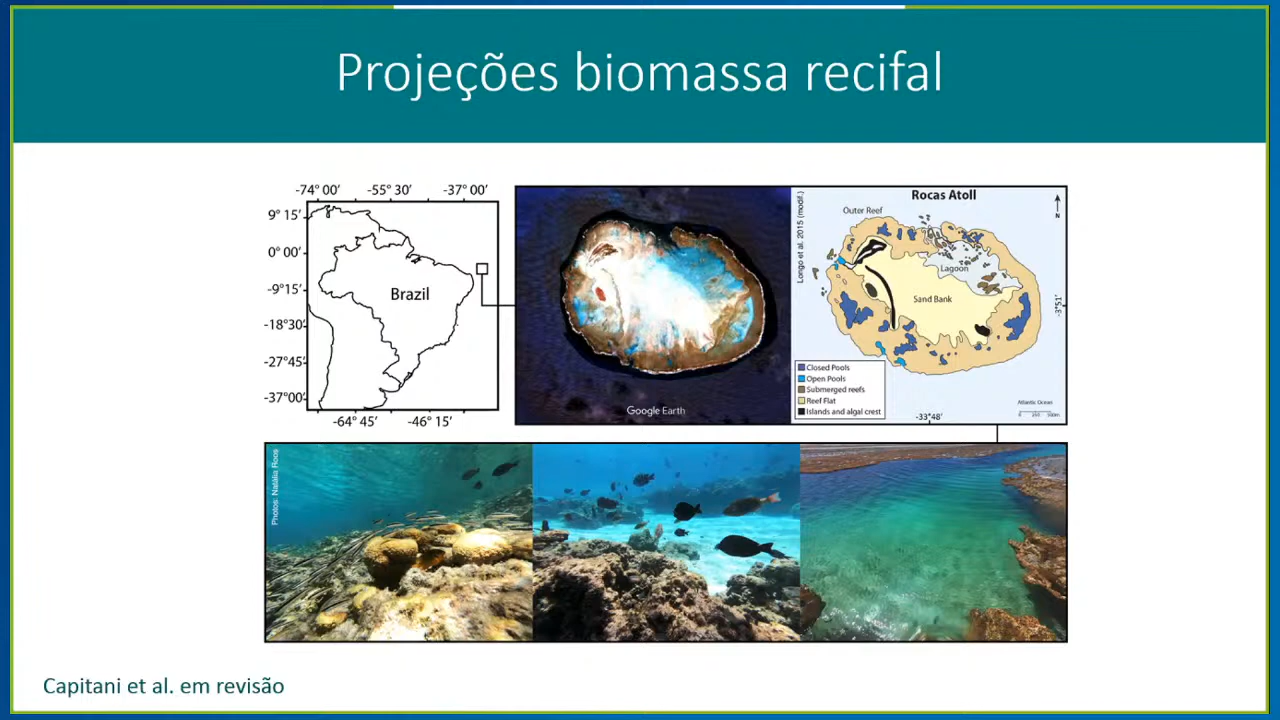 Projeções biomassa recifal
-74° 00’ -55° 30’ -37° 00’
9° 15’
0° 00’
-9°15’
-18°30’
-27°45’
-37°00’
-64° 45’ -46° 15’
Brazil
Google Earth
Longo et al. 2015 (modif.)
Rocas Atoll
N
Outer Reef
Lagoon
Sand Bank
-3°51’
Closed Pools
Open Pools
Submerged reefs
Reef Flat
Islands and algal crest
Atlantic Ocean
0 250 500m
-33°48’
Photos: Natália Roos
Capitani et al. em revisão